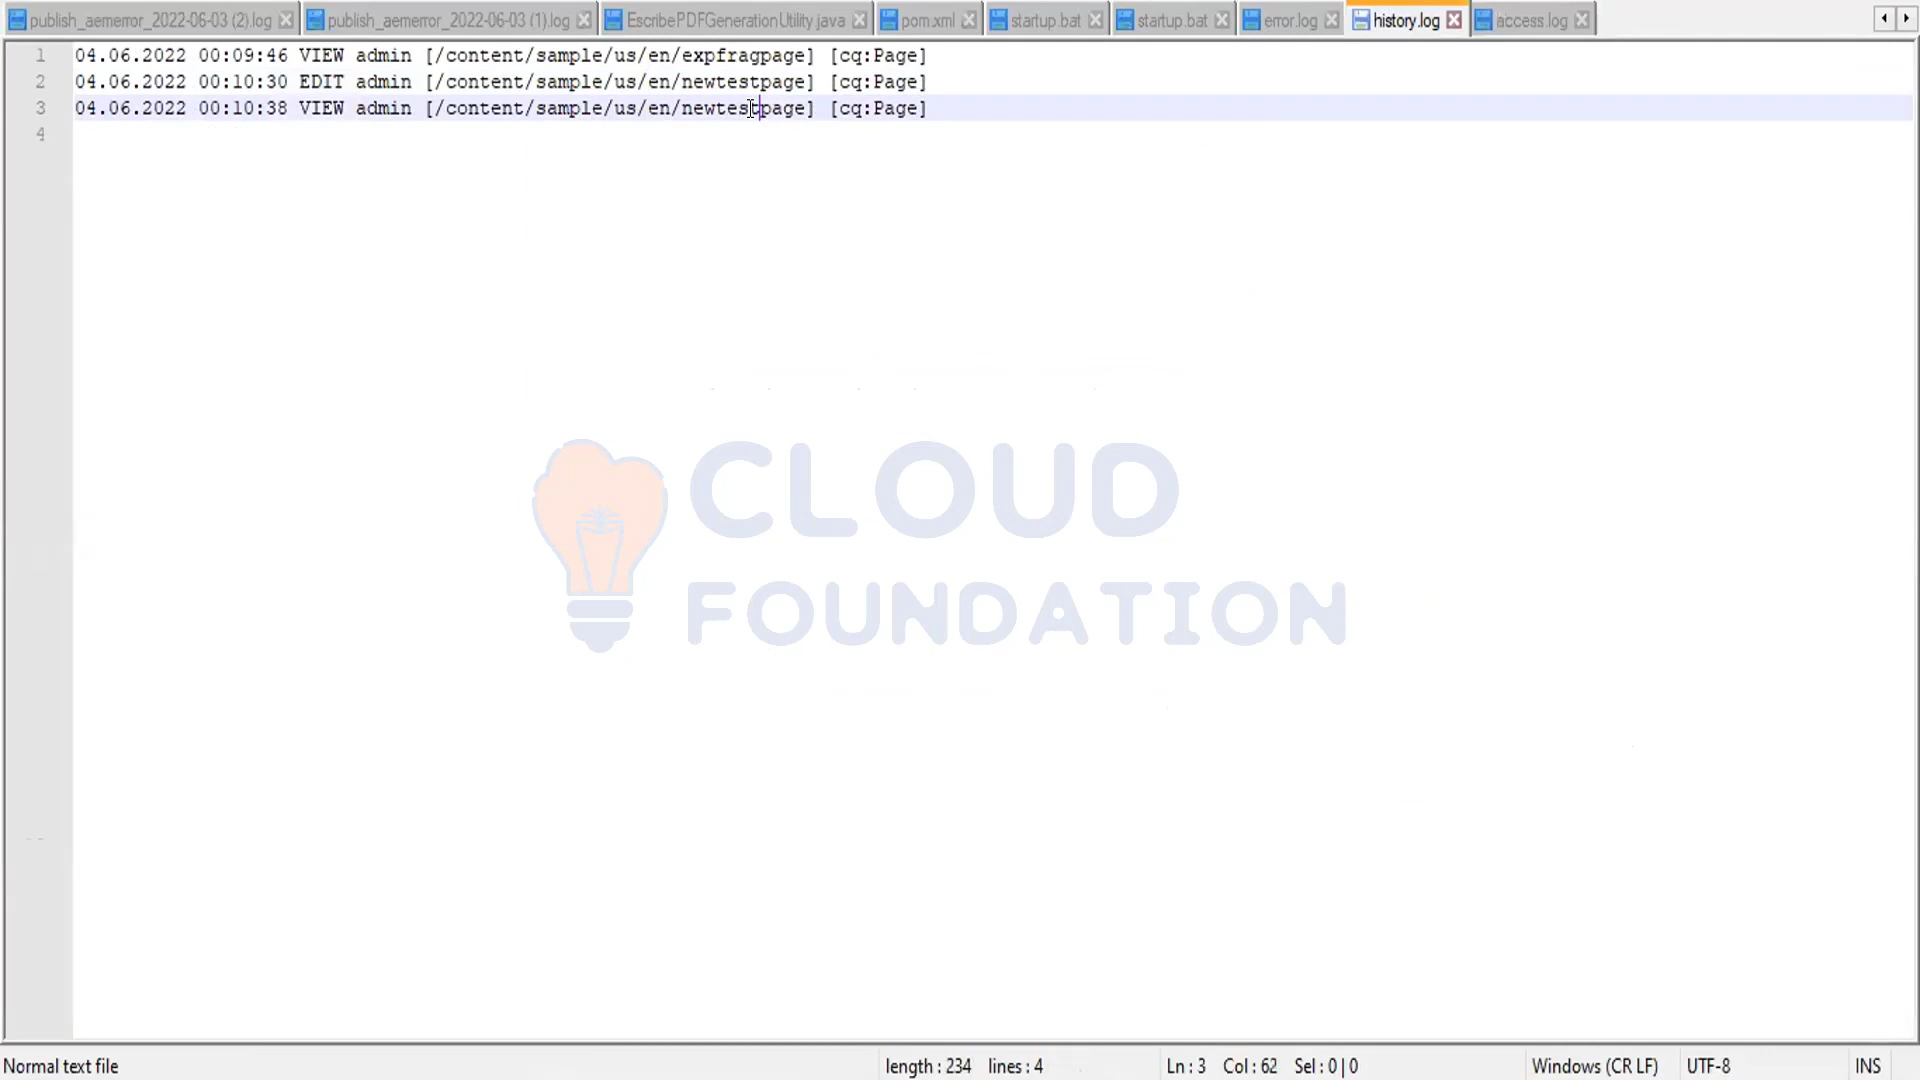 publish_aemerror_2022-06-03 (2).log publish_aemerror_2022-06-03 (1).log EscribePDFGenerationUtility.java pom.xml startup.bat startup.bat error.log history.log access.log
1 04.06.2022 00:09:46 VIEW admin [/content/sample/us/en/expfragpage] [cq:Page]
2 04.06.2022 00:10:30 EDIT admin [/content/sample/us/en/newtestpage] [cq:Page]
3 04.06.2022 00:10:38 VIEW admin [/content/sample/us/en/newtestpage] [cq:Page]
4
CLOUD
FOUNDATION
Normal text file length : 234 lines : 4 Ln : 3 Col : 62 Sel : 0 | 0 Windows (CR LF) UTF-8 INS